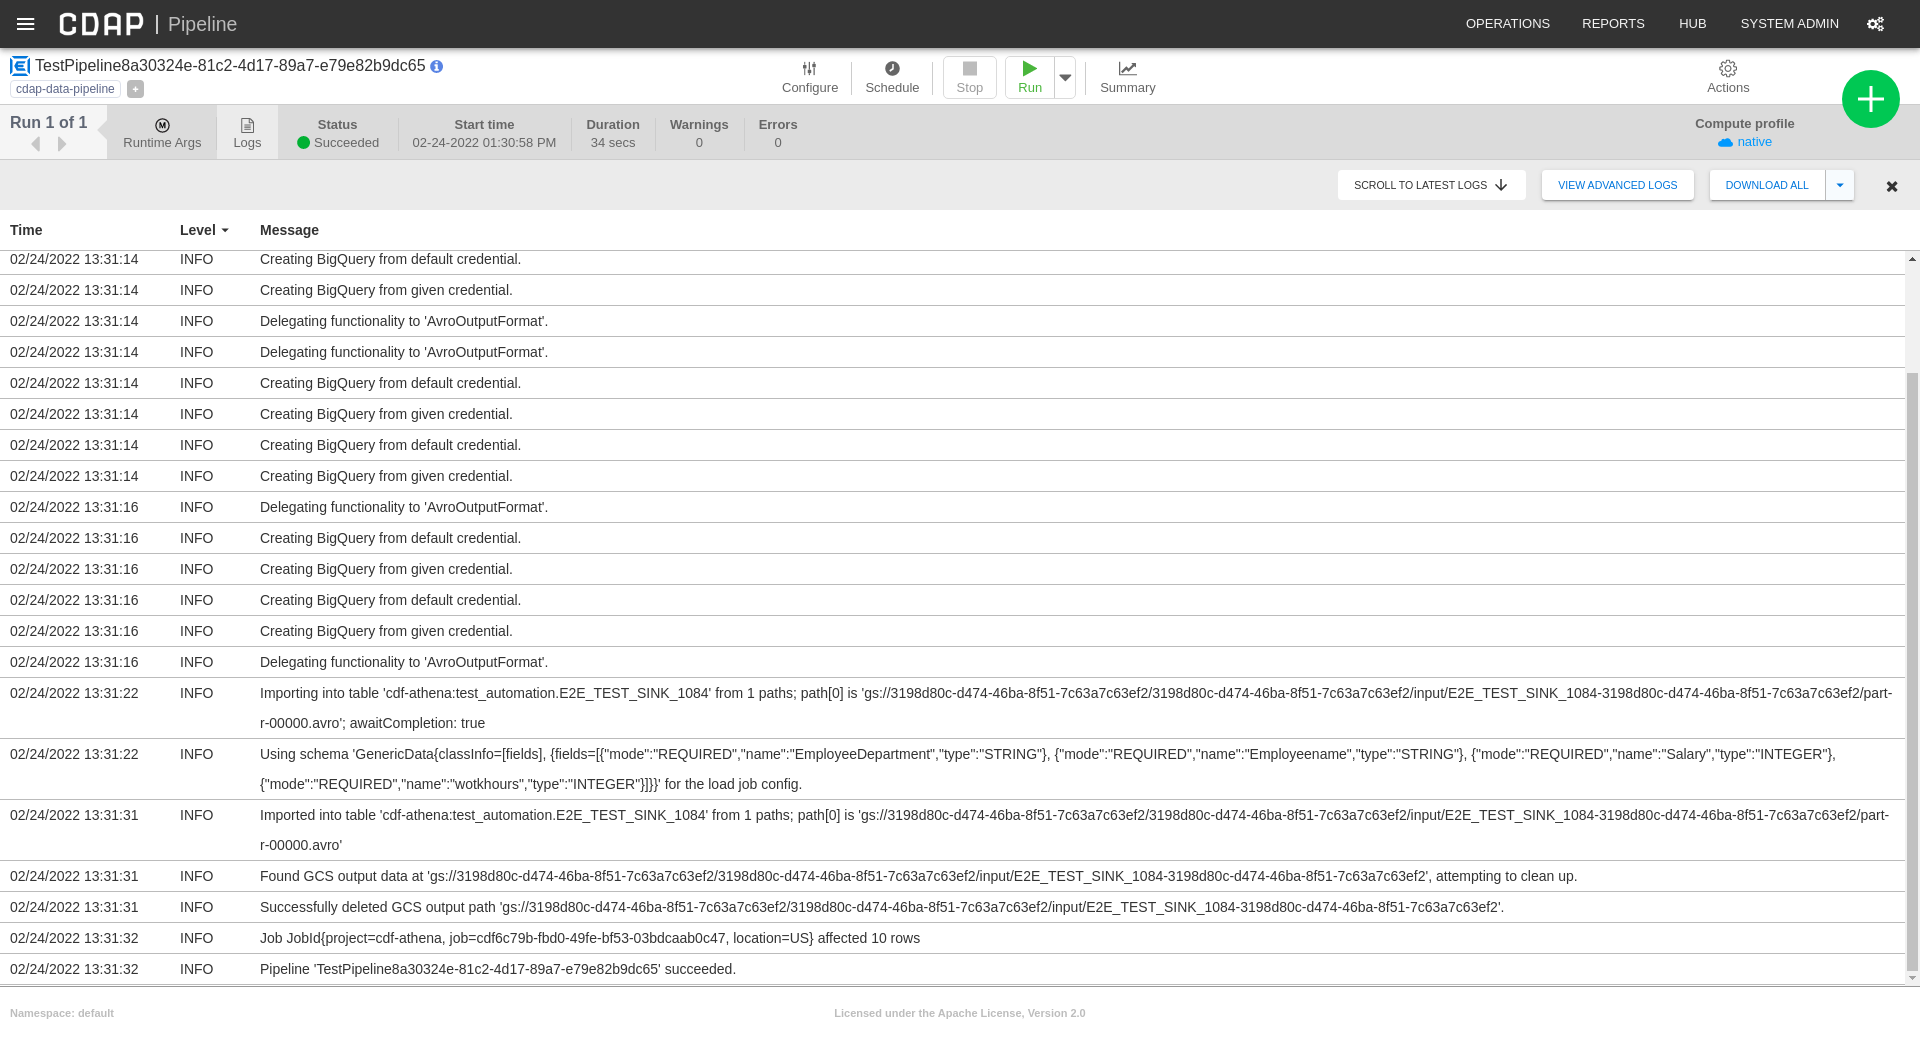 CDAP | Pipeline
OPERATIONS REPORTS HUB SYSTEM ADMIN
TestPipeline8a30324e-81c2-4d17-89a7-e79e82b9dc65
cdap-data-pipeline +
Configure Schedule Stop Run Summary Actions
Run 1 of 1
Runtime Args
Logs
Status
Succeeded
Start time
02-24-2022 01:30:58 PM
Duration
34 secs
Warnings
0
Errors
0
Compute profile
native
SCROLL TO LATEST LOGS VIEW ADVANCED LOGS DOWNLOAD ALL
Time Level Message
02/24/2022 13:31:14 INFO Creating BigQuery from default credential.
02/24/2022 13:31:14 INFO Creating BigQuery from given credential.
02/24/2022 13:31:14 INFO Delegating functionality to 'AvroOutputFormat'.
02/24/2022 13:31:14 INFO Delegating functionality to 'AvroOutputFormat'.
02/24/2022 13:31:14 INFO Creating BigQuery from default credential.
02/24/2022 13:31:14 INFO Creating BigQuery from given credential.
02/24/2022 13:31:14 INFO Creating BigQuery from default credential.
02/24/2022 13:31:14 INFO Creating BigQuery from given credential.
02/24/2022 13:31:16 INFO Delegating functionality to 'AvroOutputFormat'.
02/24/2022 13:31:16 INFO Creating BigQuery from default credential.
02/24/2022 13:31:16 INFO Creating BigQuery from given credential.
02/24/2022 13:31:16 INFO Creating BigQuery from default credential.
02/24/2022 13:31:16 INFO Creating BigQuery from given credential.
02/24/2022 13:31:16 INFO Delegating functionality to 'AvroOutputFormat'.
02/24/2022 13:31:22 INFO Importing into table 'cdf-athena:test_automation.E2E_TEST_SINK_1084' from 1 paths; path[0] is 'gs://3198d80c-d474-46ba-8f51-7c63a7c63ef2/3198d80c-d474-46ba-8f51-7c63a7c63ef2/input/E2E_TEST_SINK_1084-3198d80c-d474-46ba-8f51-7c63a7c63ef2/part-
r-00000.avro'; awaitCompletion: true
02/24/2022 13:31:22 INFO Using schema 'GenericData{classInfo=[fields], {fields=[{"mode":"REQUIRED","name":"EmployeeDepartment","type":"STRING"}, {"mode":"REQUIRED","name":"Employeename","type":"STRING"}, {"mode":"REQUIRED","name":"Salary","type":"INTEGER"},
{"mode":"REQUIRED","name":"wotkhours","type":"INTEGER"}]}}' for the load job config.
02/24/2022 13:31:31 INFO Imported into table 'cdf-athena:test_automation.E2E_TEST_SINK_1084' from 1 paths; path[0] is 'gs://3198d80c-d474-46ba-8f51-7c63a7c63ef2/3198d80c-d474-46ba-8f51-7c63a7c63ef2/input/E2E_TEST_SINK_1084-3198d80c-d474-46ba-8f51-7c63a7c63ef2/part-
r-00000.avro'
02/24/2022 13:31:31 INFO Found GCS output data at 'gs://3198d80c-d474-46ba-8f51-7c63a7c63ef2/3198d80c-d474-46ba-8f51-7c63a7c63ef2/input/E2E_TEST_SINK_1084-3198d80c-d474-46ba-8f51-7c63a7c63ef2', attempting to clean up.
02/24/2022 13:31:31 INFO Successfully deleted GCS output path 'gs://3198d80c-d474-46ba-8f51-7c63a7c63ef2/3198d80c-d474-46ba-8f51-7c63a7c63ef2/input/E2E_TEST_SINK_1084-3198d80c-d474-46ba-8f51-7c63a7c63ef2'.
02/24/2022 13:31:32 INFO Job JobId{project=cdf-athena, job=cdf6c79b-fbd0-49fe-bf53-03bdcaab0c47, location=US} affected 10 rows
02/24/2022 13:31:32 INFO Pipeline 'TestPipeline8a30324e-81c2-4d17-89a7-e79e82b9dc65' succeeded.
Namespace: default Licensed under the Apache License, Version 2.0